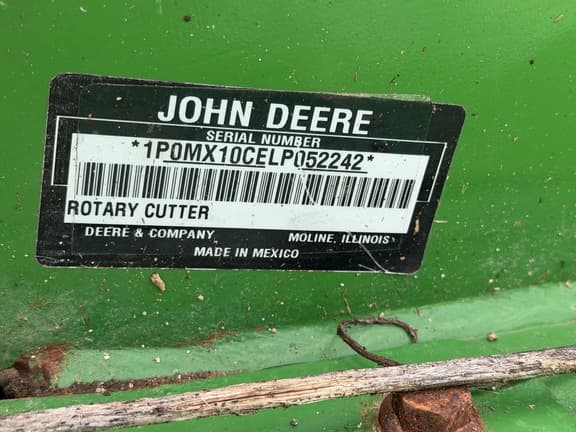 JOHN DEERE
SERIAL NUMBER
*1P0MX10CELP052242*
ROTARY CUTTER
DEERE & COMPANY MOLINE, ILLINOIS
MADE IN MEXICO